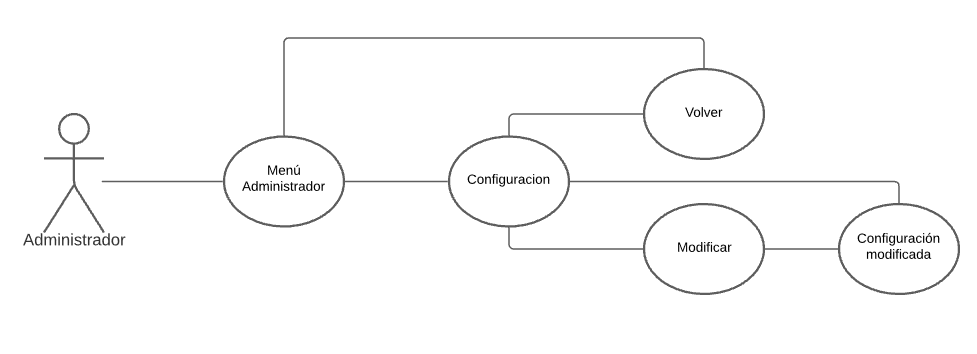 Volver
Menú
Administrador
Configuracion
Administrador
Modificar
Configuración
modificada